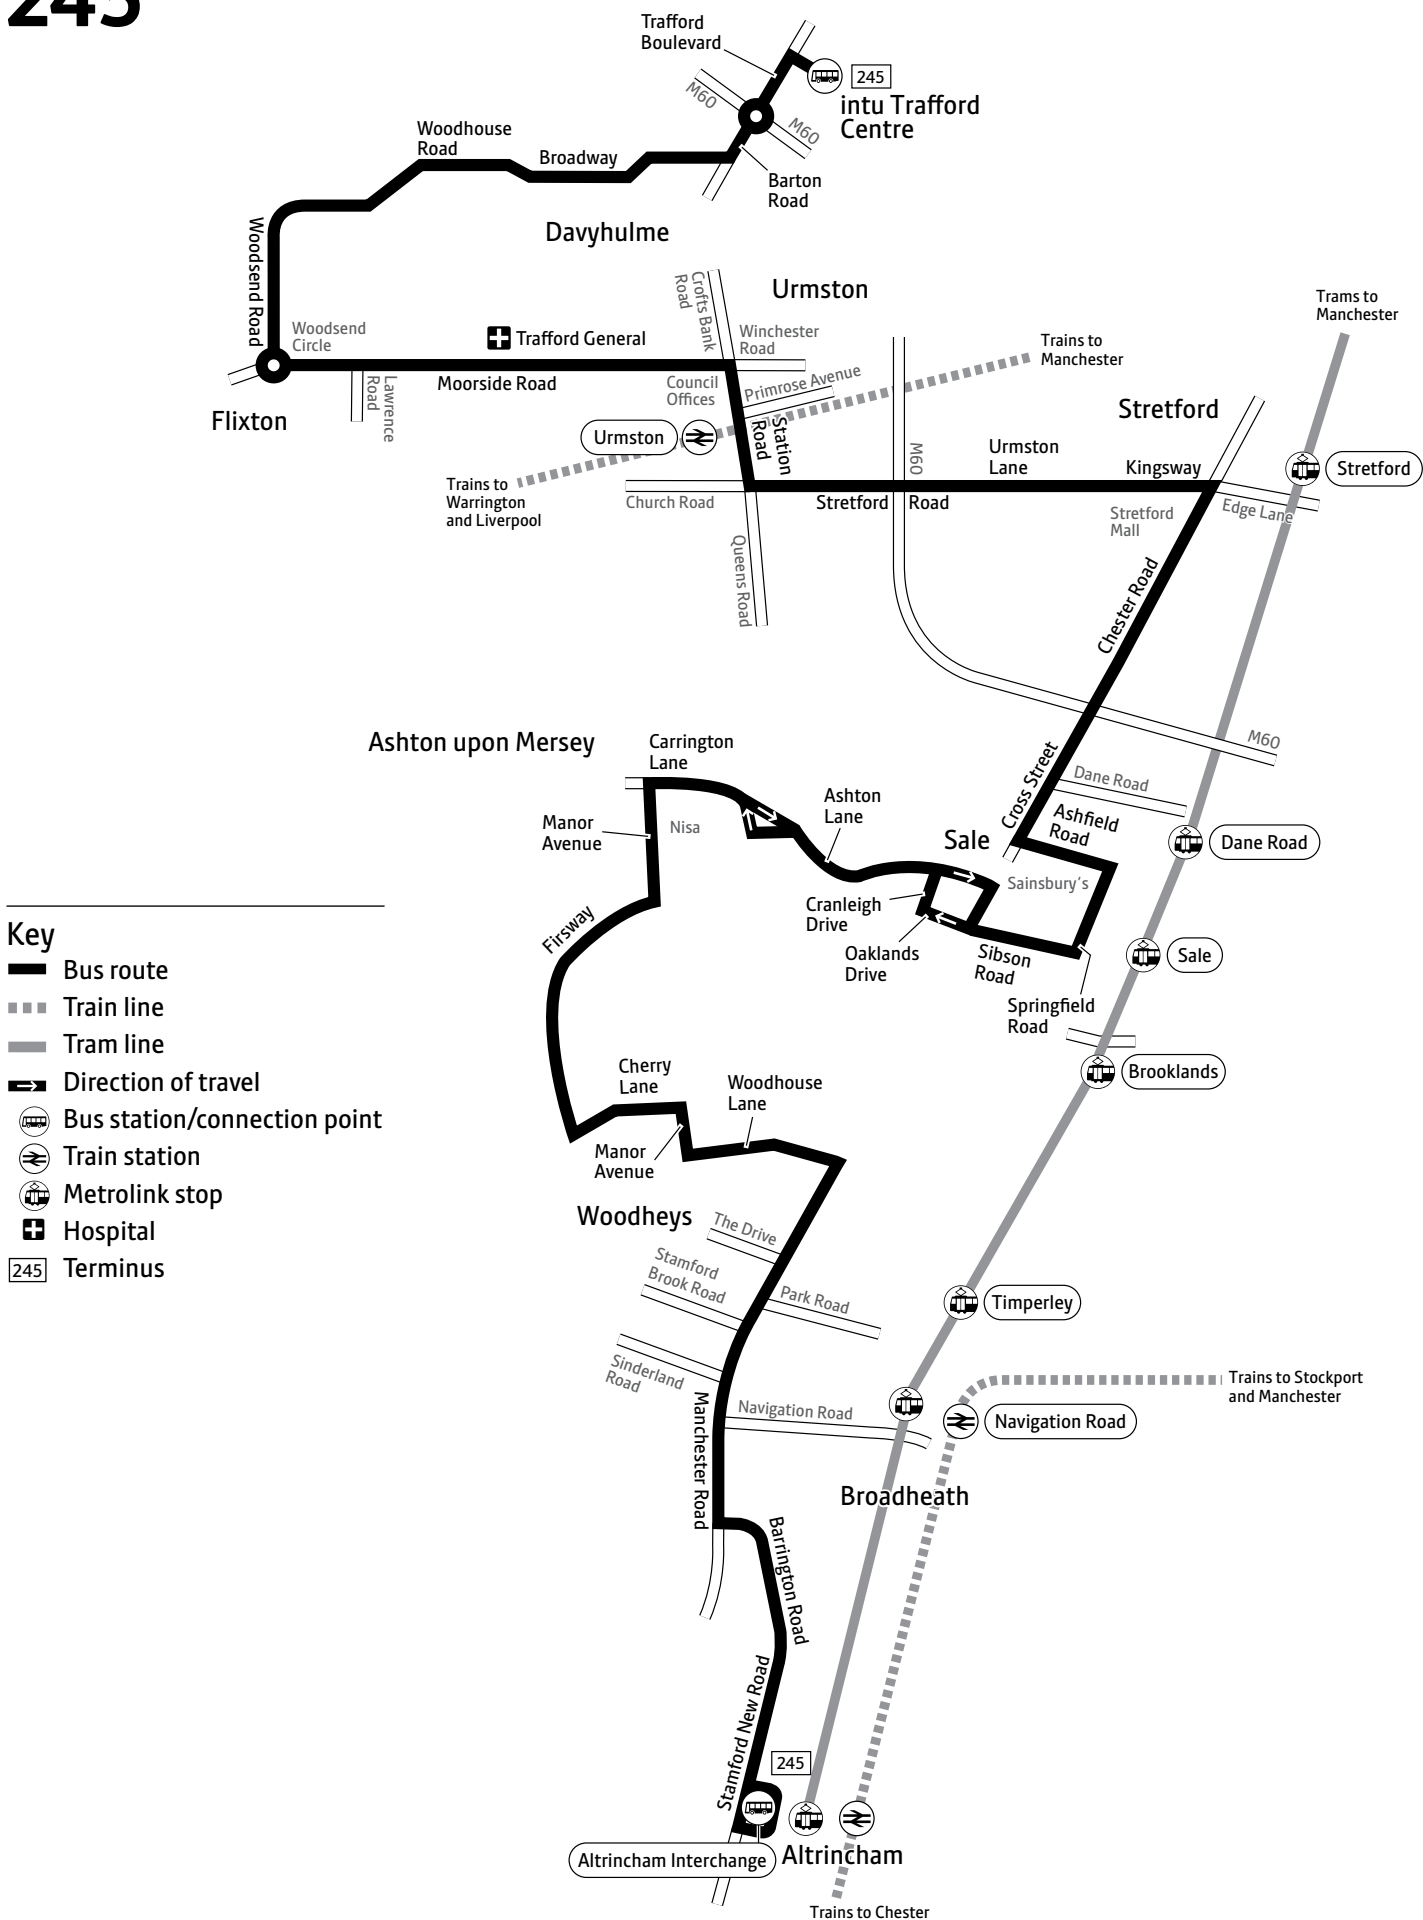 245
Trafford
Boulevard
245
intu Trafford
Centre
M60
M60
Woodhouse
Road
Broadway
Barton
Road
Davyhulme
Woodsend Road
Crofts Bank
Road
Urmston
Trams to
Manchester
Woodsend
Circle
Trafford General
Winchester
Road
Trains to
Manchester
Moorside Road
Lawrence
Road
Council
Offices
Primrose Avenue
Flixton
Urmston
Station
Road
Stretford
M60
Urmston
Lane
Kingsway
Stretford
Trains to
Warrington
and Liverpool
Church Road
Stretford
Road
Stretford
Mall
Edge Lane
Queens Road
Chester Road
Ashton upon Mersey
Carrington
Lane
M60
Cross Street
Dane Road
Manor
Avenue
Nisa
Ashton
Lane
Sale
Ashfield
Road
Dane Road
Sainsbury's
Cranleigh
Drive
Oaklands
Drive
Sibson
Road
Sale
Springfield
Road
Firsway
Key
Bus route
Train line
Tram line
Direction of travel
Bus station/connection point
Train station
Metrolink stop
Hospital
245
Terminus
Cherry
Lane
Woodhouse
Lane
Brooklands
Manor
Avenue
Woodheys
The Drive
Stamford
Brook Road
Park Road
Timperley
Sinderland
Road
Trains to Stockport
and Manchester
Manchester Road
Navigation Road
Navigation Road
Broadheath
Barrington Road
Stamford New Road
245
Altrincham Interchange
Altrincham
Trains to Chester